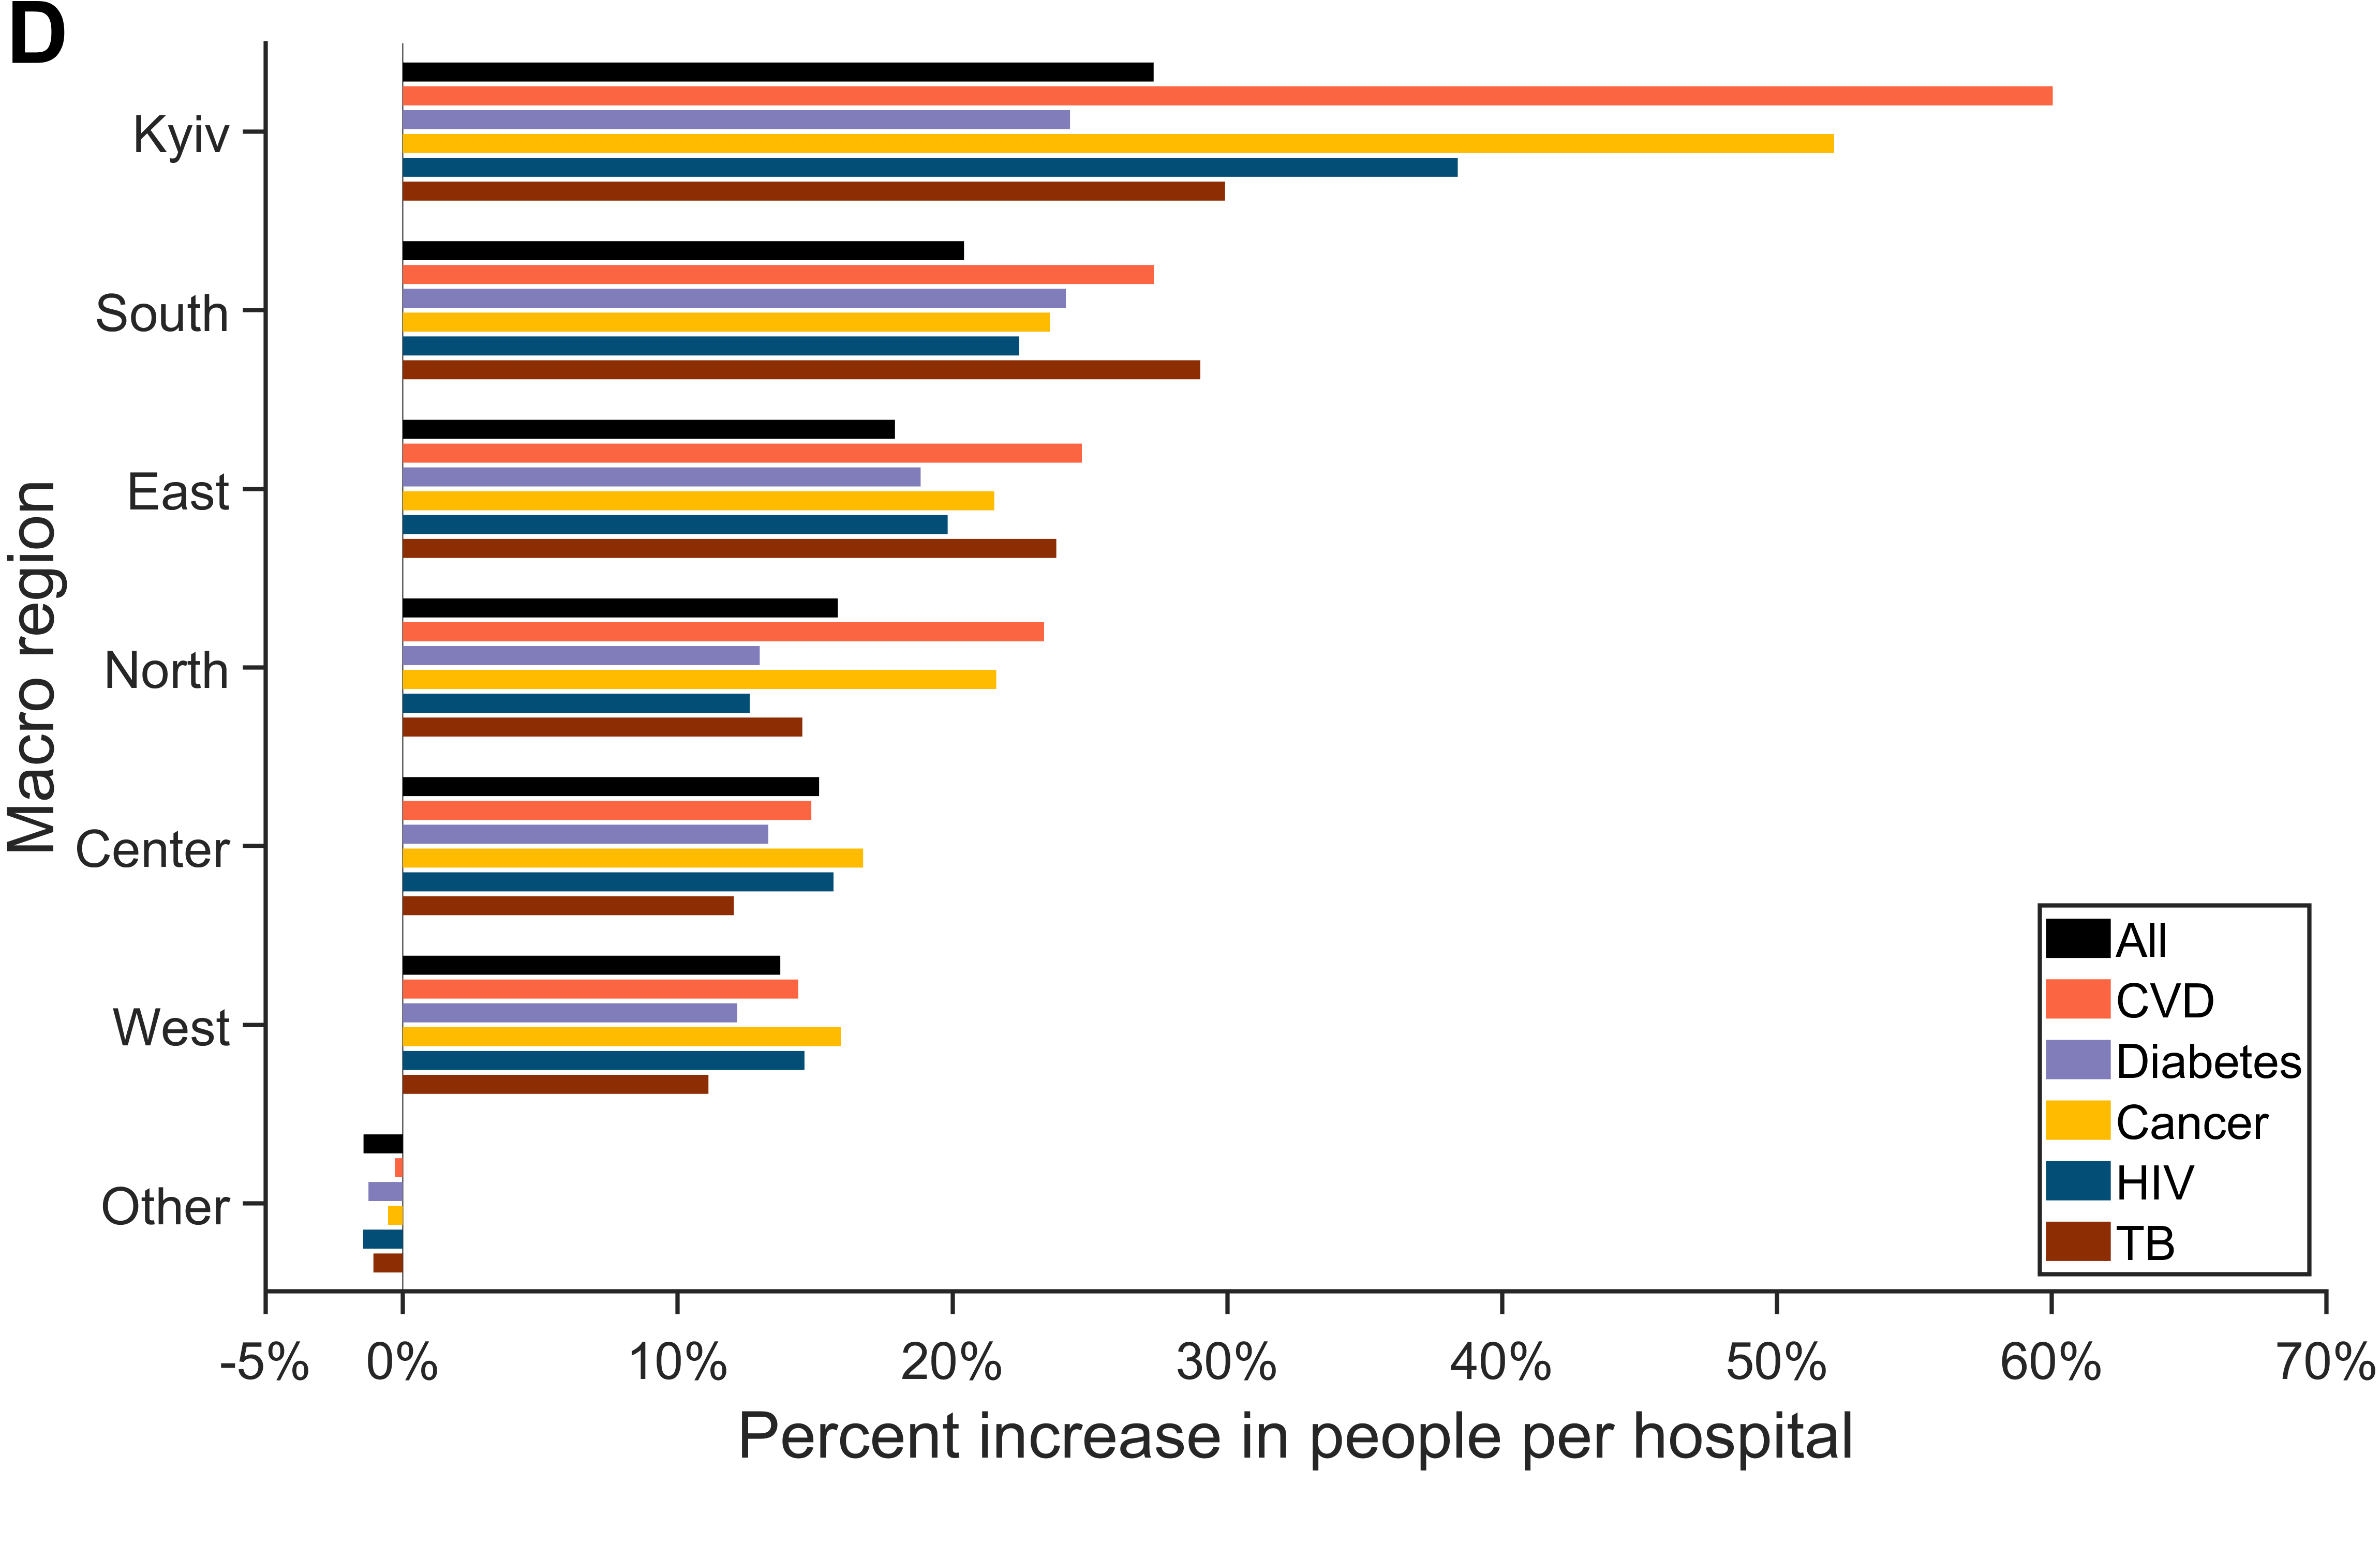 D
Kyiv
South
East
North
Center
West
Other
Macro region
All
CVD
Diabetes
Cancer
HIV
TB
-5% 0% 10% 20% 30% 40% 50% 60% 70%
Percent increase in people per hospital